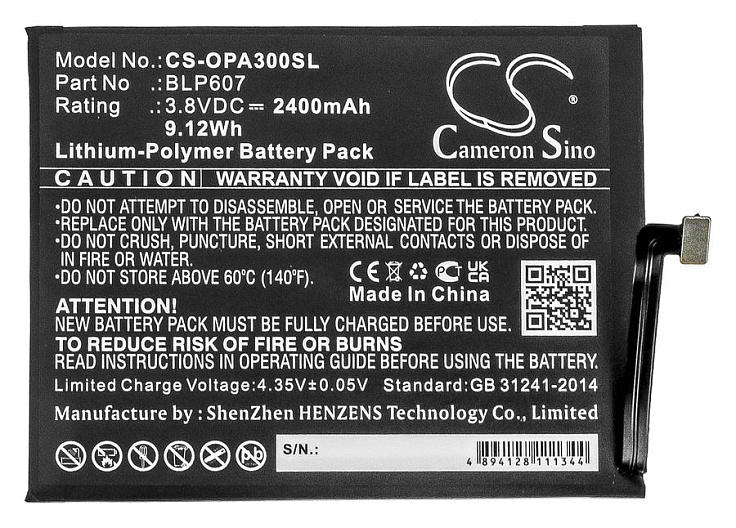 Model No.:CS-OPA300SL
Part No .:BLP607
Rating .:3.8VDC⎓ 2400mAh
9.12Wh
Lithium-Polymer Battery Pack
CS ®
Cameron Sino
CAUTION WARRANTY VOID IF LABEL IS REMOVED
•DO NOT ATTEMPT TO DISASSEMBLE, OPEN OR SERVICE THE BATTERY PACK.
•REPLACE ONLY WITH THE BATTERY PACK DESIGNATED FOR THIS PRODUCT.
•DO NOT CRUSH, PUNCTURE, SHORT EXTERNAL CONTACTS OR DISPOSE OF
IN FIRE OR WATER.
•DO NOT STORE ABOVE 60°C (140°F).
CE PCT UKCA
Made In China
ATTENTION!
NEW BATTERY PACK MUST BE FULLY CHARGED BEFORE USE.
TO REDUCE RISK OF FIRE OR BURNS
READ INSTRUCTIONS IN OPERATING GUIDE BEFORE USING BATTERY.
Limited Charge Voltage:4.35V±0.05V Standard:GB 31241-2014
Manufacture by : ShenZhen HENZENS Technology Co., Limited
Pb
S/N.:
4 894128 111344